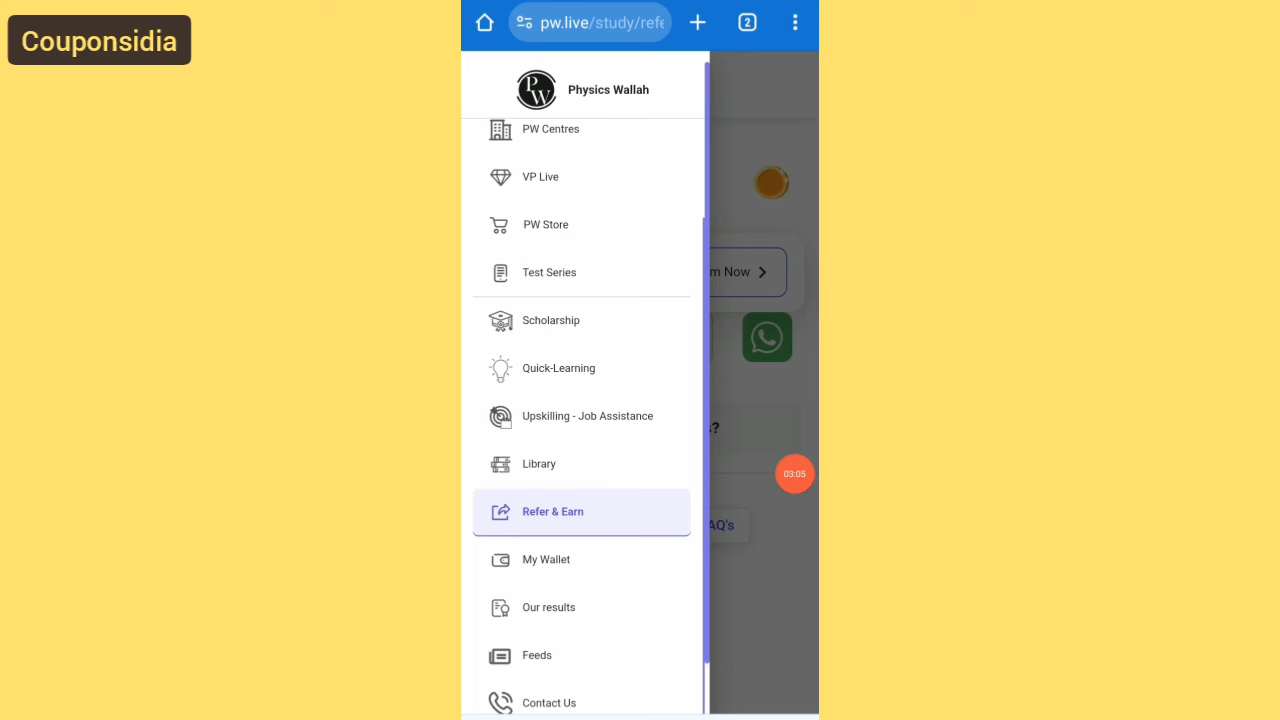 Couponsidia
pw.live/study/refe
2
PW
Physics Wallah
PW Centres
VP Live
PW Store
Test Series
m Now
Scholarship
Quick-Learning
Upskilling - Job Assistance
s?
Library
03:05
Refer & Earn
AQ's
My Wallet
Our results
Feeds
Contact Us